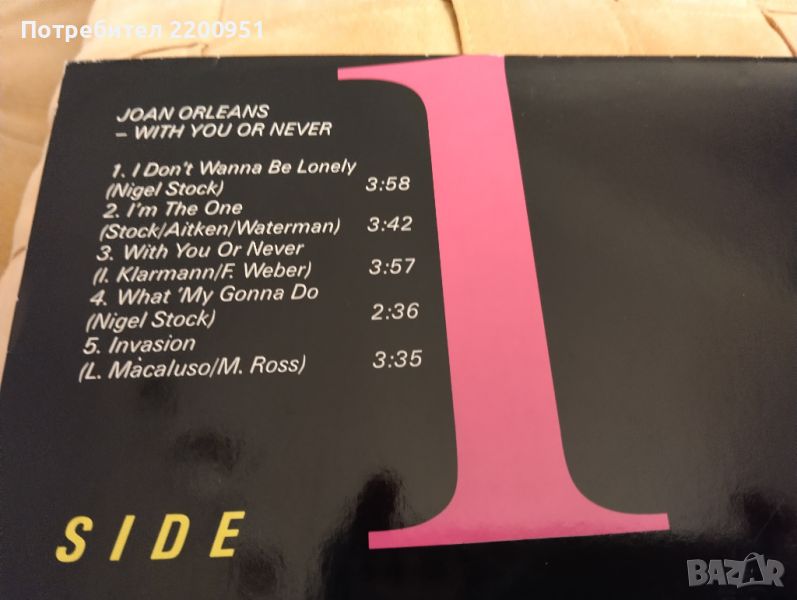 Потребител 2200951
JOAN ORLEANS
– WITH YOU OR NEVER
1. I Don't Wanna Be Lonely
(Nigel Stock) 3:58
2. I'm The One
(Stock/Aitken/Waterman) 3:42
3. With You Or Never
(I. Klarmann/F. Weber) 3:57
4. What 'My Gonna Do
(Nigel Stock) 2:36
5. Invasion
(L. Macaluso/M. Ross) 3:35
SIDE 1
BAZAR